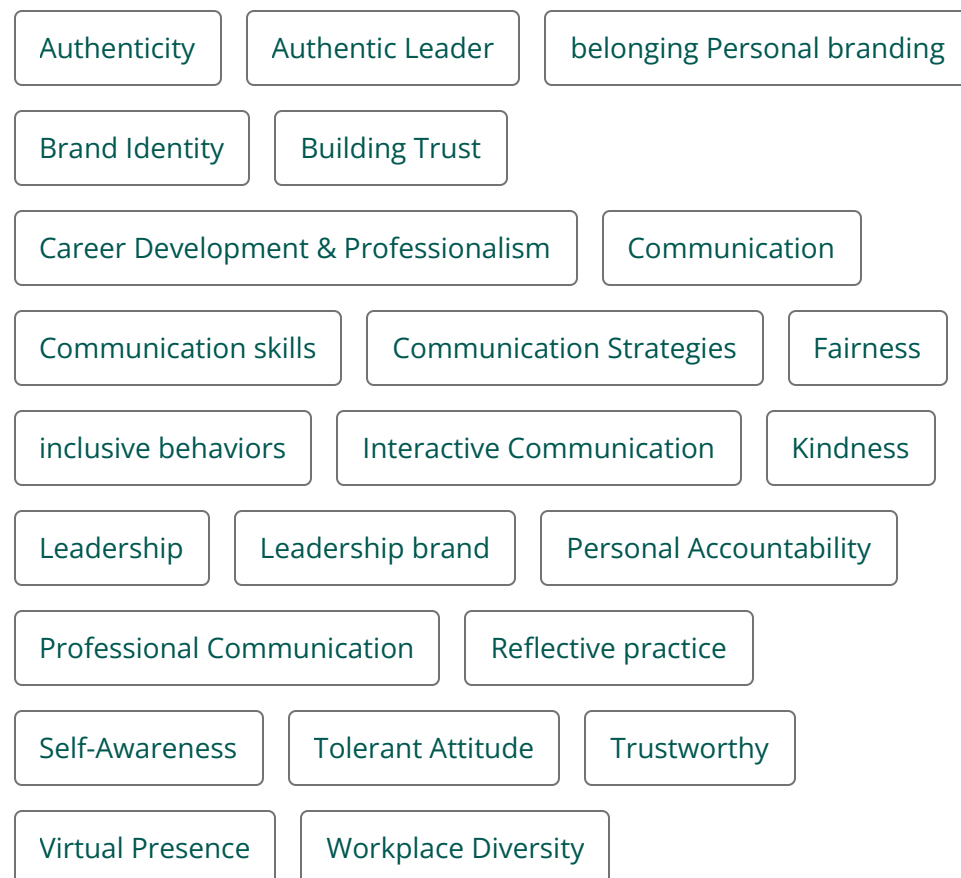 Authenticity Authentic Leader belonging Personal branding
Brand Identity Building Trust
Career Development & Professionalism Communication
Communication skills Communication Strategies Fairness
inclusive behaviors Interactive Communication Kindness
Leadership Leadership brand Personal Accountability
Professional Communication Reflective practice
Self-Awareness Tolerant Attitude Trustworthy
Virtual Presence Workplace Diversity